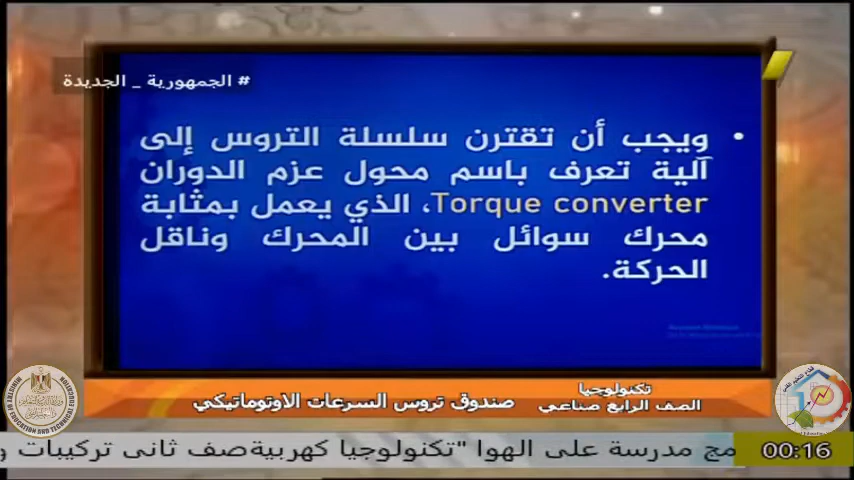 # الجمهورية _ الجديدة
• ويجب أن تقترن سلسلة التروس إلى
آلية تعرف باسم محول عزم الدوران
Torque converter، الذي يعمل بمثابة
محرك سوائل بين المحرك وناقل
الحركة.
تكنولوجيا
الصف الرابع صناعي
صندوق تروس السرعات الاوتوماتيكي
مج مدرسة على الهوا "تكنولوجيا كهربيةصف ثانى تركيبات و
00:16